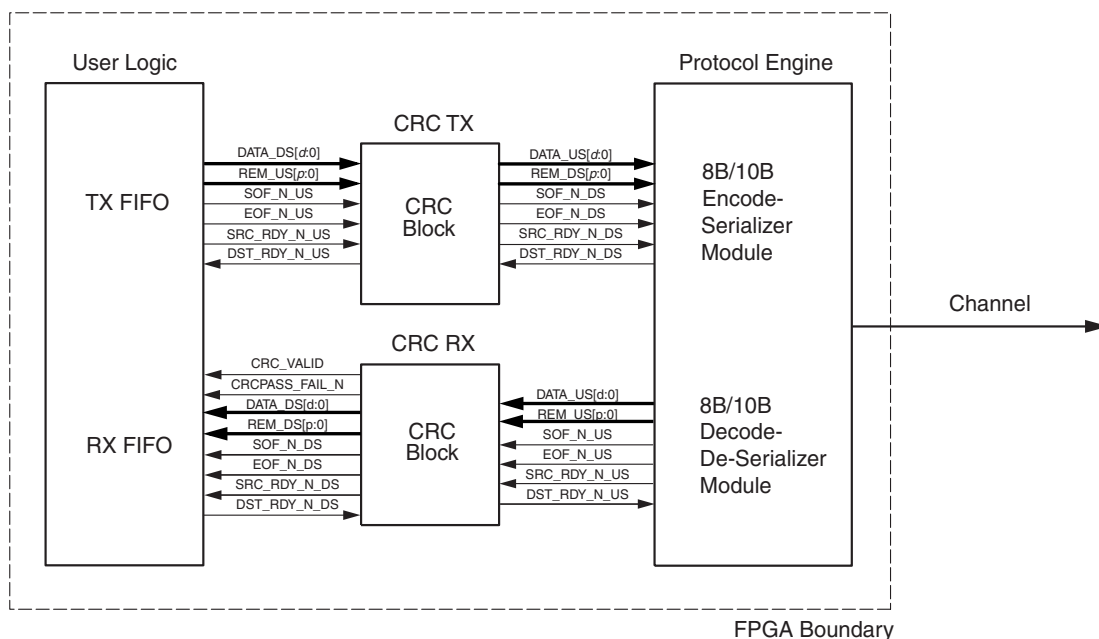 User Logic
Protocol Engine
CRC TX
DATA_DS[d:0]
REM_US[p:0]
SOF_N_US
EOF_N_US
SRC_RDY_N_US
DST_RDY_N_US
TX FIFO
CRC
Block
DATA_US[d:0]
REM_DS[p:0]
SOF_N_DS
EOF_N_DS
SRC_RDY_N_DS
DST_RDY_N_DS
8B/10B
Encode-
Serializer
Module
Channel
CRC RX
CRC_VALID
CRCPASS_FAIL_N
DATA_DS[d:0]
REM_DS[p:0]
SOF_N_DS
EOF_N_DS
SRC_RDY_N_DS
DST_RDY_N_DS
RX FIFO
CRC
Block
DATA_US[d:0]
REM_US[p:0]
SOF_N_US
EOF_N_US
SRC_RDY_N_US
DST_RDY_N_US
8B/10B
Decode-
De-Serializer
Module
FPGA Boundary